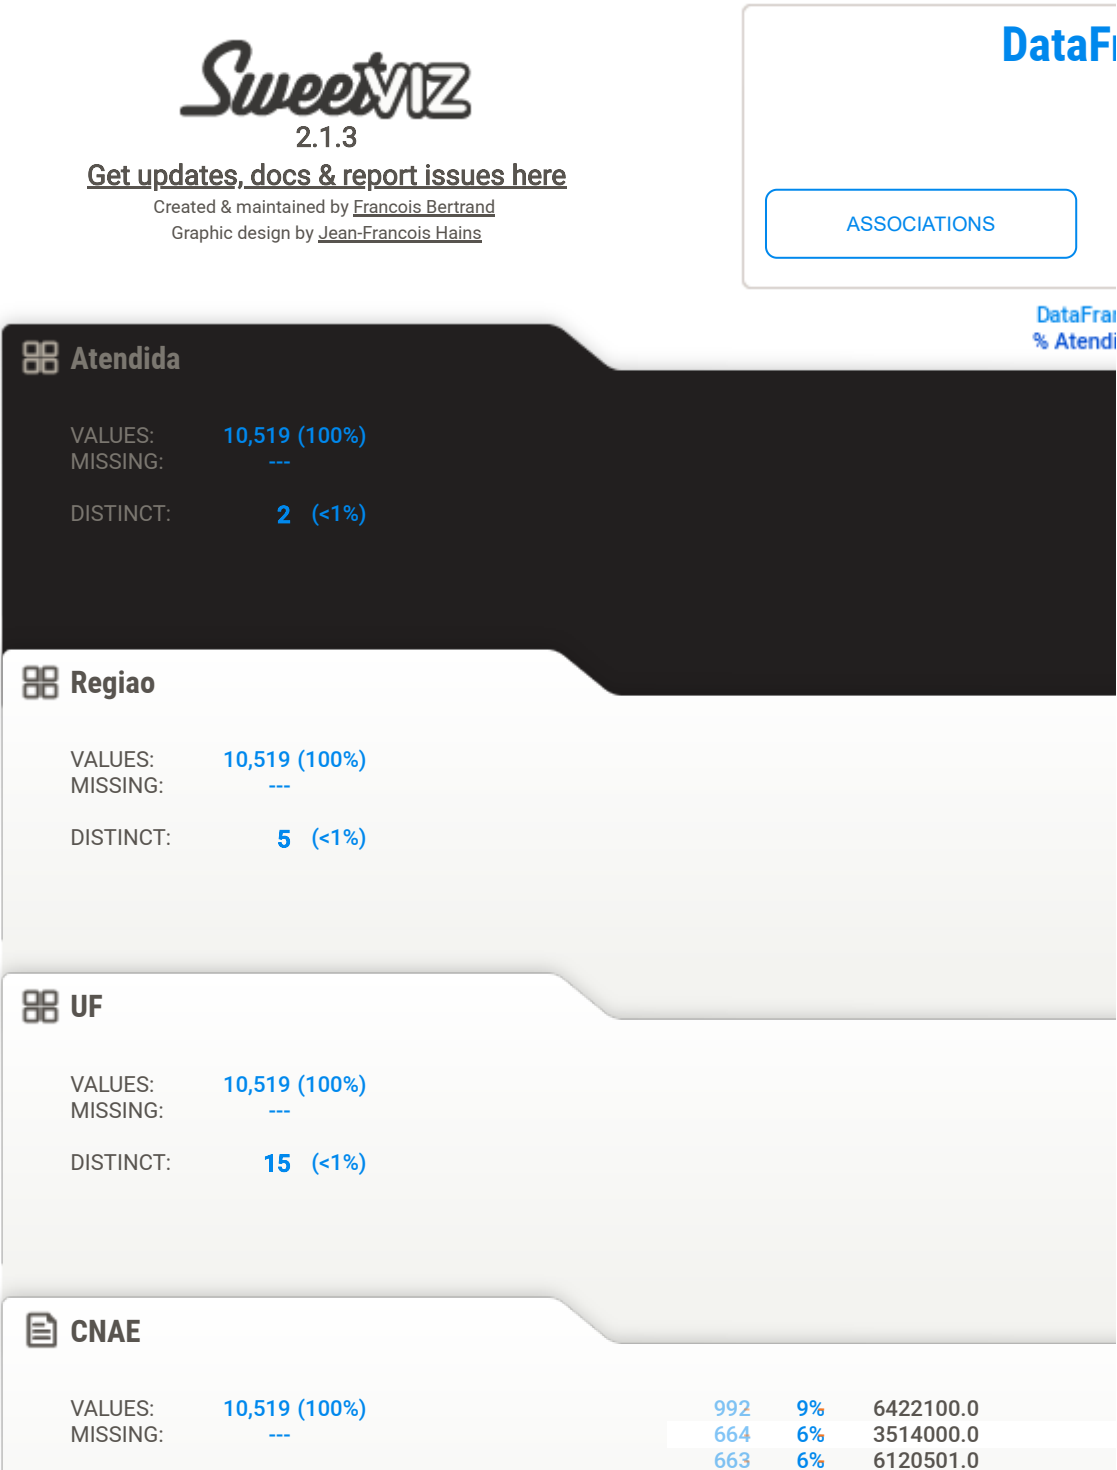 SweetVIZ
2.1.3
Get updates, docs & report issues here
Created & maintained by Francois Bertrand
Graphic design by Jean-Francois Hains
DataFr
ASSOCIATIONS
DataFra
% Atendi
Atendida
VALUES: 10,519 (100%)
MISSING: ---
DISTINCT: 2 (<1%)
Regiao
VALUES: 10,519 (100%)
MISSING: ---
DISTINCT: 5 (<1%)
UF
VALUES: 10,519 (100%)
MISSING: ---
DISTINCT: 15 (<1%)
CNAE
VALUES: 10,519 (100%) 992 9% 6422100.0
MISSING: --- 664 6% 3514000.0
663 6% 6120501.0